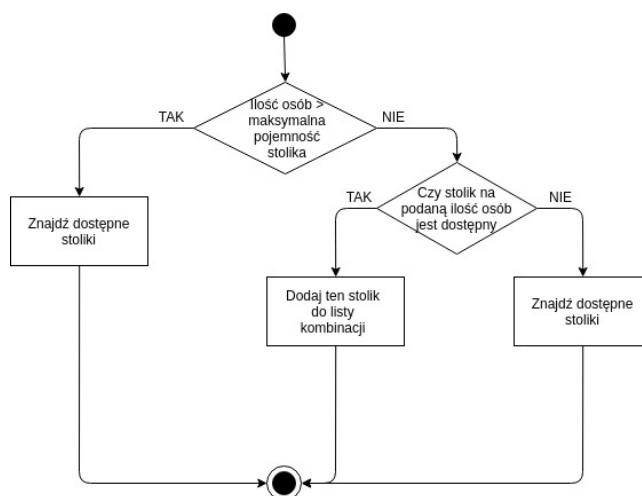 Ilość osób >
maksymalna
pojemność
stolika
TAK
NIE
Znajdź dostępne
stoliki
Czy stolik na
podaną ilość osób
jest dostępny
TAK
NIE
Dodaj ten stolik
do listy
kombinacji
Znajdź dostępne
stoliki